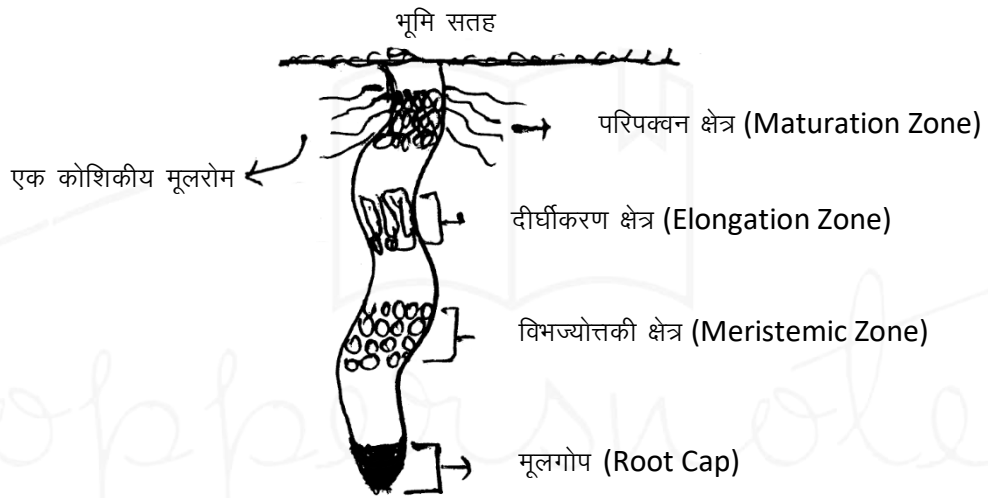 भूमि सतह
परिपक्वन क्षेत्र (Maturation Zone)
एक कोशिकीय मूलरोम
दीर्घीकरण क्षेत्र (Elongation Zone)
विभज्योत्तकी क्षेत्र (Meristemic Zone)
मूलगोप (Root Cap)